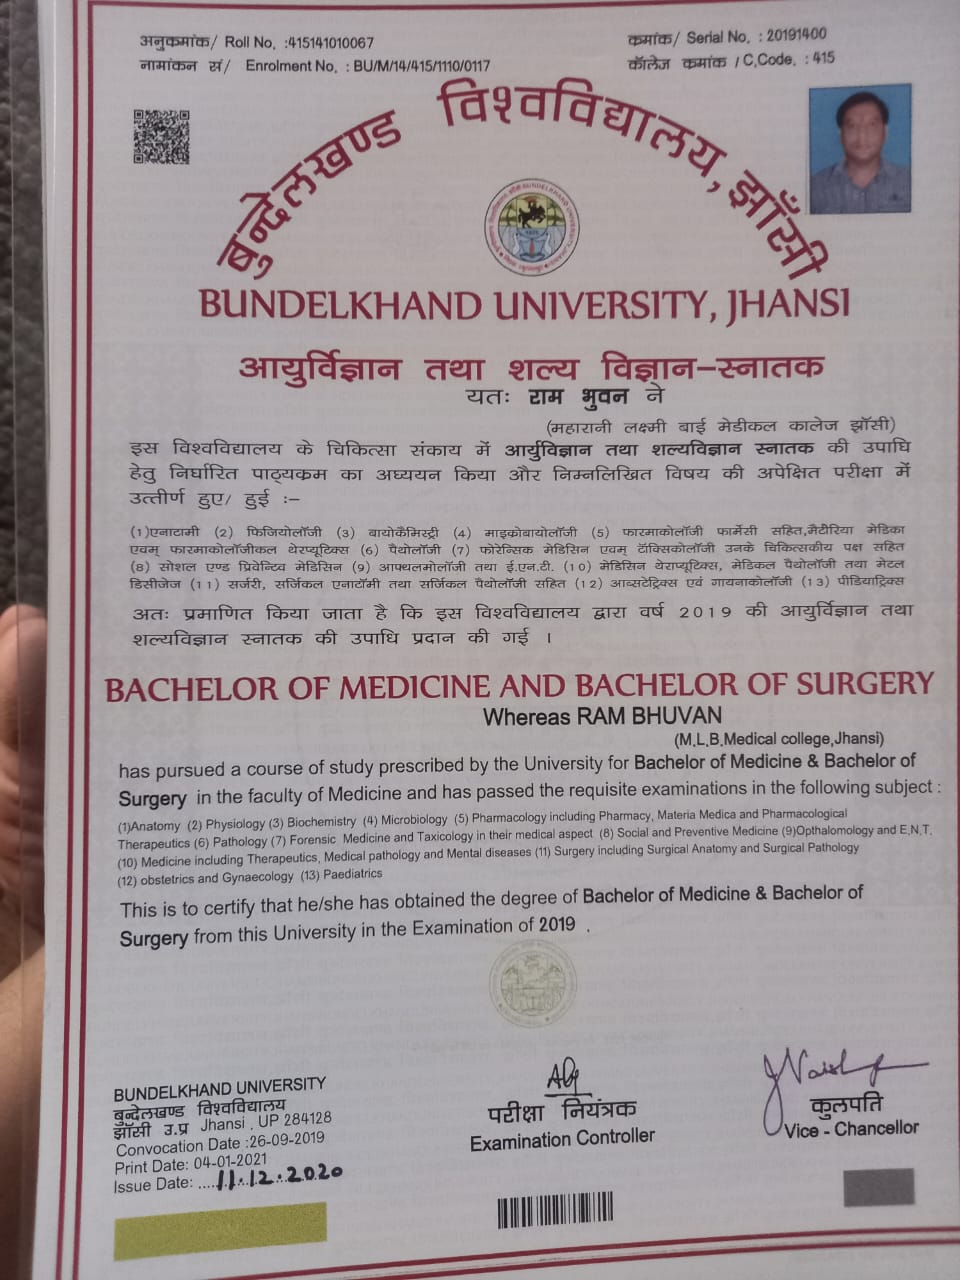 अनुकमांक/ Roll No. :415141010067
कमांक/ Serial No. : 20191400
नामांकन सं/ Enrolment No. : BU/M/14/415/1110/0117
कॉलेज कमांक / C.Code. : 415
बुन्देलखण्ड विश्वविद्यालय, झाँसी
BUNDELKHAND UNIVERSITY, JHANSI
आयुर्विज्ञान तथा शल्य विज्ञान-स्नातक
यतः राम भुवन ने
(महारानी लक्ष्मी बाई मेडीकल कालेज झॉसी)
इस विश्वविद्यालय के चिकित्सा संकाय में आर्युविज्ञान तथा शल्यविज्ञान स्नातक की उपाधि
हेतु निर्घारित पाठ्यकम का अघ्ययन किया और निम्नलिखित विषय की अपेक्षित परीक्षा में
उत्तीर्ण हुए/ हुई :–
(1)एनाटामी (2) फिजियोलॉजी (3) बायोकैमिस्ट्री (4) माइकोबायोलॉजी (5) फारमाकोलॉजी फार्मेसी सहित,मैटीरिया मेडिका
एवम् फारमाकोलॉजीकल थेरप्यूटिक्स (6) पैथोलॉजी (7) फोरेन्सिक मेडिसिन एवम् टॉक्सिकोलॉजी उनके चिकित्सकीय पक्ष सहित
(8) सोशल एण्ड प्रिवेन्टिव मेडिसिन (9) आफ्थलमोलॉजी तथा ई.एन.टी. (10) मेडिसिन थेराप्यूटिक्स, मेडिकल पैथोलॉजी तथा मेटल
डिसीजेज (11) सर्जरी, सर्जिकल एनाटॉमी तथा सर्जिकल पैथोलॉजी सहित (12) आब्सटेट्रिक्स एवं गायनाकोलॉजी (13) पीडियाट्रिक्स
अतः प्रमाणित किया जाता है कि इस विश्वविद्यालय द्वारा वर्ष 2019 की आयुर्विज्ञान तथा
शल्यविज्ञान स्नातक की उपाधि प्रदान की गई ।
BACHELOR OF MEDICINE AND BACHELOR OF SURGERY
Whereas RAM BHUVAN
(M.L.B.Medical college,Jhansi)
has pursued a course of study prescribed by the University for Bachelor of Medicine & Bachelor of
Surgery in the faculty of Medicine and has passed the requisite examinations in the following subject :
(1)Anatomy (2) Physiology (3) Biochemistry (4) Microbiology (5) Pharmacology including Pharmacy, Materia Medica and Pharmacological
Therapeutics (6) Pathology (7) Forensic Medicine and Taxicology in their medical aspect (8) Social and Preventive Medicine (9)Opthalomology and E.N.T.
(10) Medicine including Therapeutics, Medical pathology and Mental diseases (11) Surgery including Surgical Anatomy and Surgical Pathology
(12) obstetrics and Gynaecology (13) Paediatrics
This is to certify that he/she has obtained the degree of Bachelor of Medicine & Bachelor of
Surgery from this University in the Examination of 2019 .
BUNDELKHAND UNIVERSITY
बुन्देलखण्ड विश्वविद्यालय
झाँसी उ.प्र Jhansi , UP 284128
Convocation Date :26-09-2019
Print Date: 04-01-2021
Issue Date: ....11.12.2020
परीक्षा नियंत्रक
Examination Controller
कुलपति
Vice - Chancellor